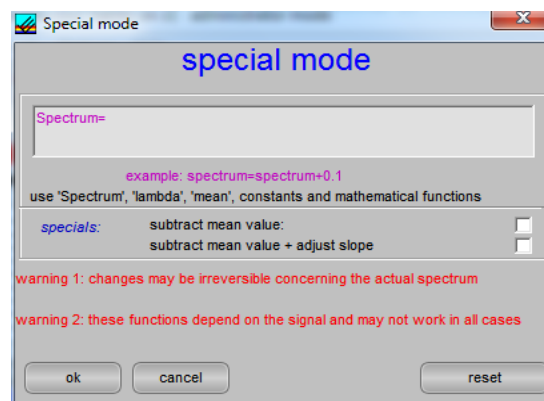 Special mode
special mode
Spectrum=
example: spectrum=spectrum+0.1
use 'Spectrum', 'lambda', 'mean', constants and mathematical functions
specials: subtract mean value:
subtract mean value + adjust slope
warning 1: changes may be irreversible concerning the actual spectrum
warning 2: these functions depend on the signal and may not work in all cases
ok cancel reset